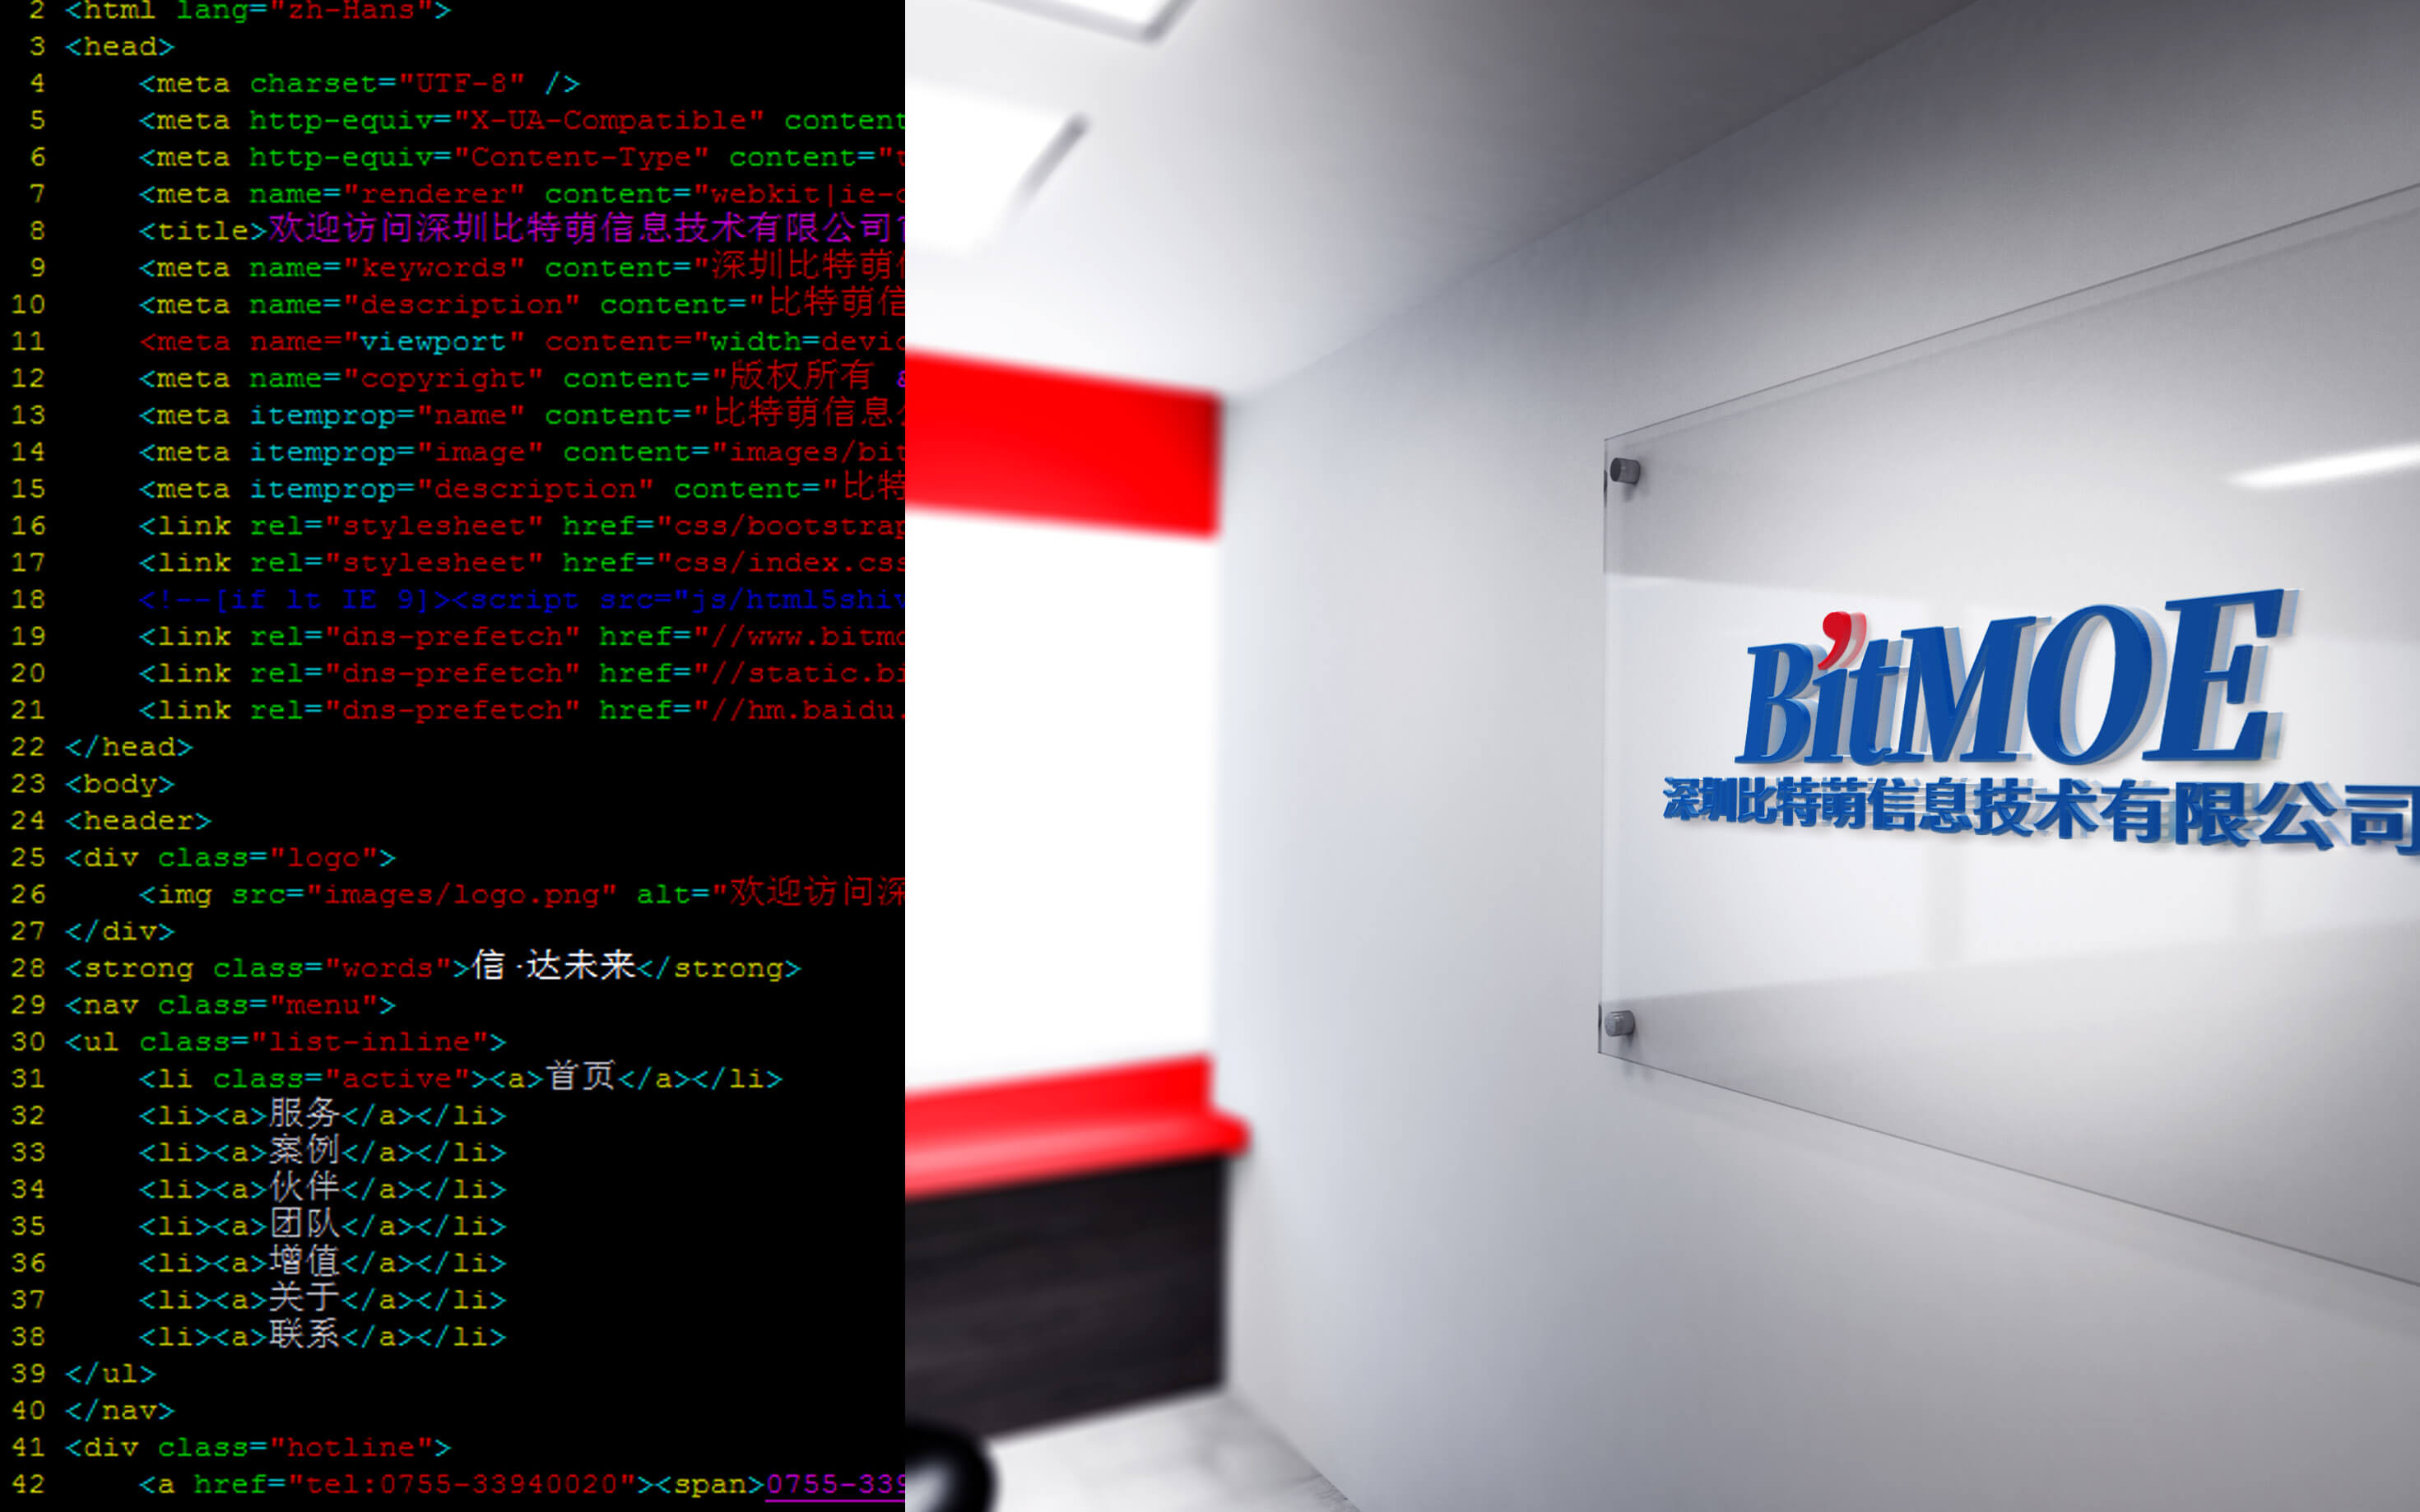 2 <html lang="zh-Hans">
3 <head>
4 <meta charset="UTF-8" />
5 <meta http-equiv="X-UA-Compatible" content
6 <meta http-equiv="Content-Type" content="t
7 <meta name="renderer" content="webkit|ie-c
8 <title>欢迎访问深圳比特萌信息技术有限公司
9 <meta name="keywords" content="深圳比特萌
10 <meta name="description" content="比特萌信
11 <meta name="viewport" content="width=devic
12 <meta name="copyright" content="版权所有 &
13 <meta itemprop="name" content="比特萌信息
14 <meta itemprop="image" content="images/bit
15 <meta itemprop="description" content="比特
16 <link rel="stylesheet" href="css/bootstrap
17 <link rel="stylesheet" href="css/index.css
18 <!--[if lt IE 9]><script src="js/html5shiv
19 <link rel="dns-prefetch" href="//www.bitmo
20 <link rel="dns-prefetch" href="//static.bi
21 <link rel="dns-prefetch" href="//hm.baidu.
22 </head>
23 <body>
24 <header>
25 <div class="logo">
26 <img src="images/logo.png" alt="欢迎访问深
27 </div>
28 <strong class="words">信·达未来</strong>
29 <nav class="menu">
30 <ul class="list-inline">
31 <li class="active"><a>首页</a></li>
32 <li><a>服务</a></li>
33 <li><a>案例</a></li>
34 <li><a>伙伴</a></li>
35 <li><a>团队</a></li>
36 <li><a>增值</a></li>
37 <li><a>关于</a></li>
38 <li><a>联系</a></li>
39 </ul>
40 </nav>
41 <div class="hotline">
42 <a href="tel:0755-33940020"><span>0755-339
BitMOE
深圳比特萌信息技术有限公司